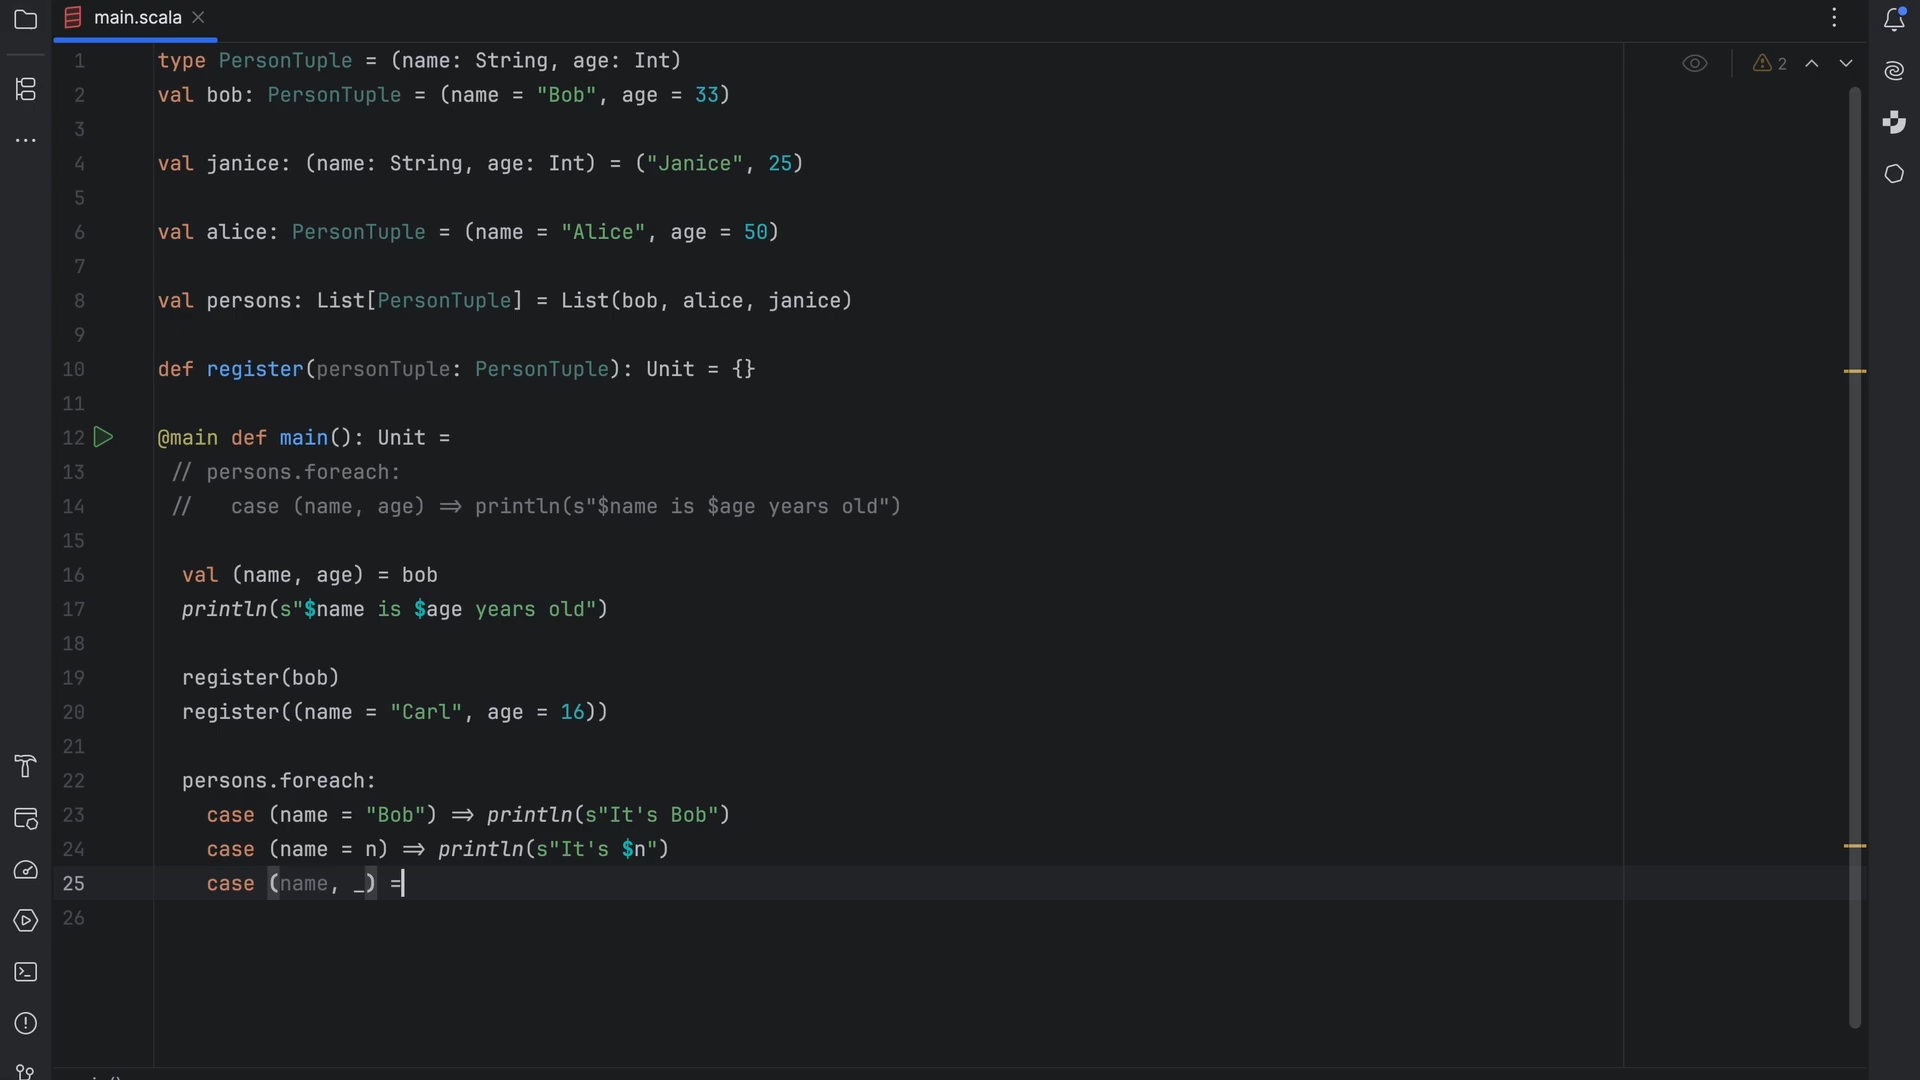 main.scala
2
1 type PersonTuple = (name: String, age: Int)
2 val bob: PersonTuple = (name = "Bob", age = 33)
3
4 val janice: (name: String, age: Int) = ("Janice", 25)
5
6 val alice: PersonTuple = (name = "Alice", age = 50)
7
8 val persons: List[PersonTuple] = List(bob, alice, janice)
9
10 def register(personTuple: PersonTuple): Unit = {}
11
12 @main def main(): Unit =
13 // persons.foreach:
14 //   case (name, age) => println(s"$name is $age years old")
15
16   val (name, age) = bob
17   println(s"$name is $age years old")
18
19   register(bob)
20   register((name = "Carl", age = 16))
21
22   persons.foreach:
23     case (name = "Bob") => println(s"It's Bob")
24     case (name = n) => println(s"It's $n")
25     case (name, _) =
26